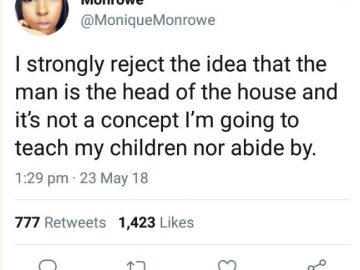 Monrowe
@MoniqueMonrowe
I strongly reject the idea that the
man is the head of the house and
it's not a concept I'm going to
teach my children nor abide by.
1:29 pm · 23 May 18
777 Retweets 1,423 Likes